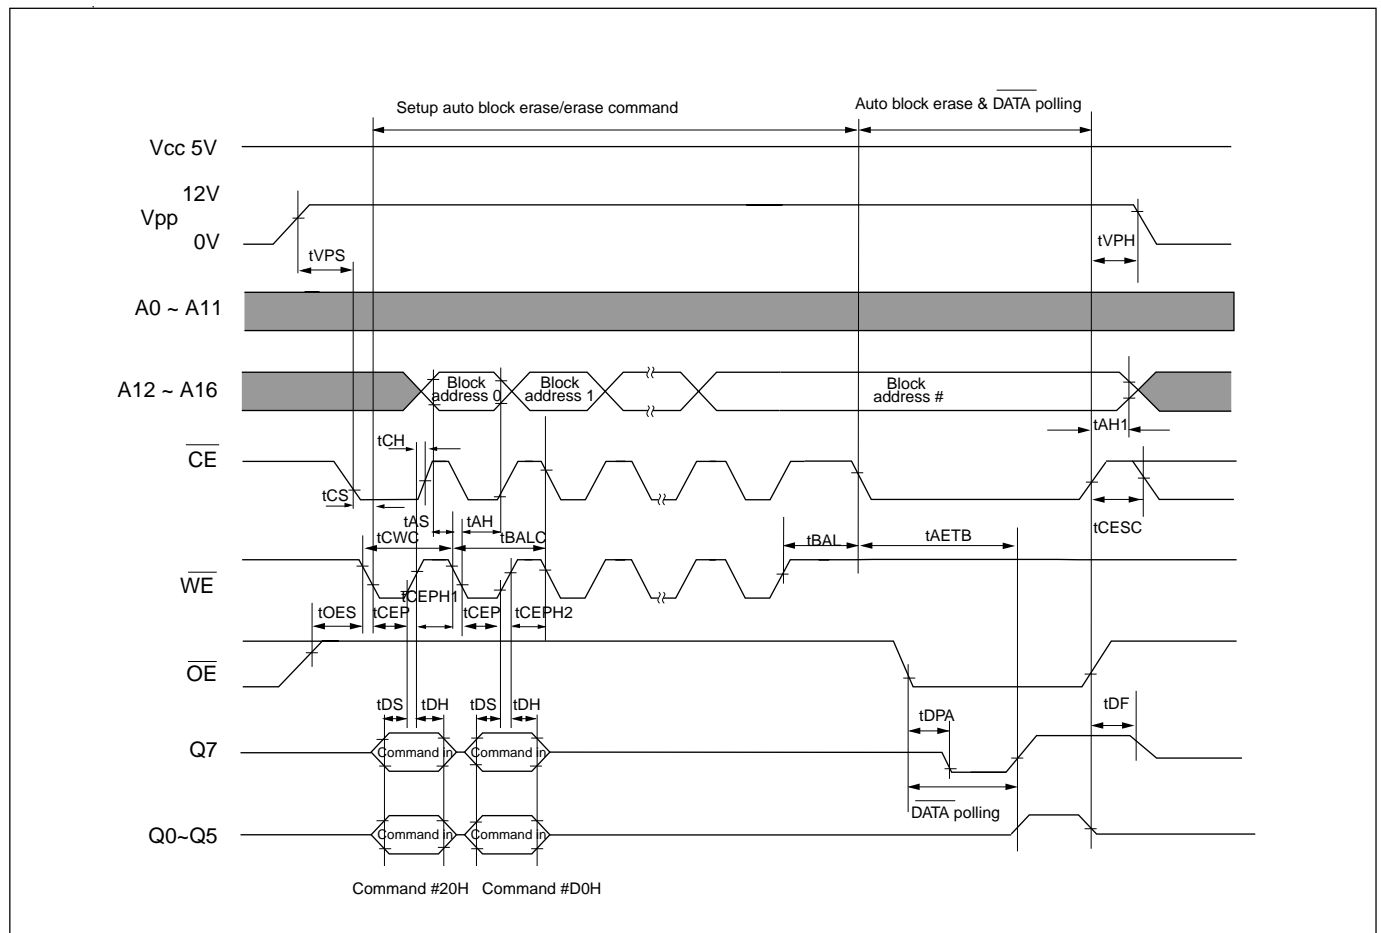 Setup auto block erase/erase command
Auto block erase & DATA polling
Vcc 5V
12V
Vpp
0V
tVPS
tVPH
A0 ~ A11
A12 ~ A16
Block
address 0
Block
address 1
Block
address #
tAH1
tCH
CE
tCS
tCESC
tAS
tAH
tCWC
tBALC
tBAL
tAETB
WE
tCEPH1
tOES
tCEP
tCEP
tCEPH2
OE
tDS
tDH
tDS
tDH
tDPA
tDF
Q7
Command in
Command in
DATA polling
Q0~Q5
Command in
Command in
Command #20H
Command #D0H